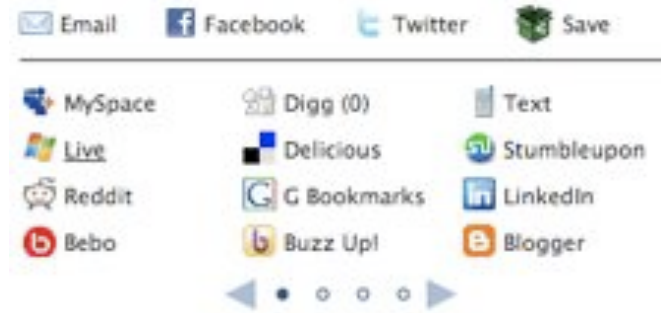 Email Facebook Twitter Save
MySpace Digg (0) Text
Live Delicious Stumbleupon
Reddit G Bookmarks LinkedIn
Bebo Buzz Up! Blogger